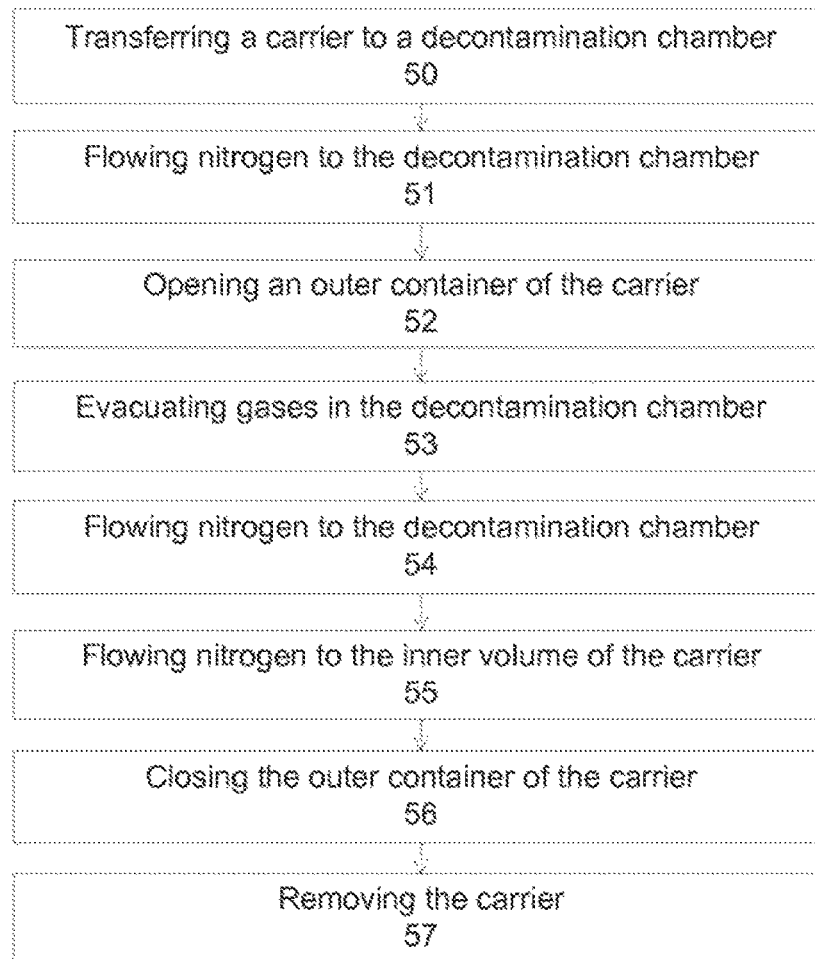 Transferring a carrier to a decontamination chamber
50
Flowing nitrogen to the decontamination chamber
51
Opening an outer container of the carrier
52
Evacuating gases in the decontamination chamber
53
Flowing nitrogen to the decontamination chamber
54
Flowing nitrogen to the inner volume of the carrier
55
Closing the outer container of the carrier
56
Removing the carrier
57